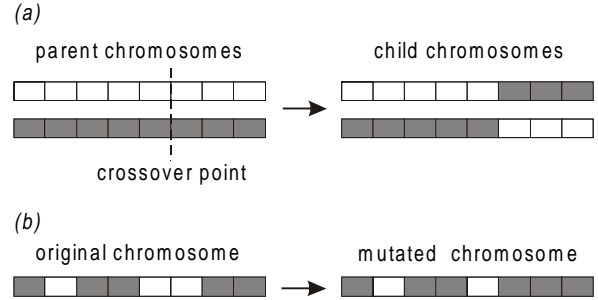 (a)
parent chromosomes
child chromosomes
crossover point
(b)
original chromosome
mutated chromosome